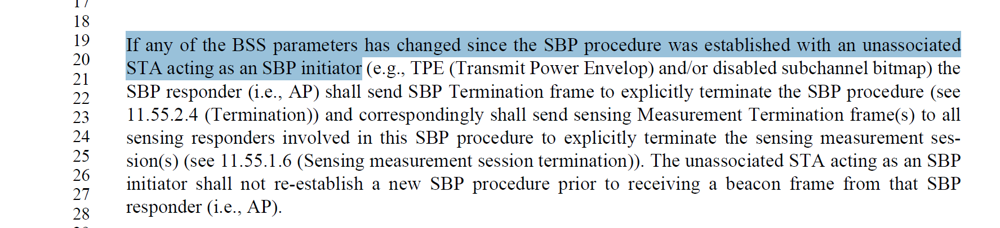 17
18
19 If any of the BSS parameters has changed since the SBP procedure was established with an unassociated
20 STA acting as an SBP initiator (e.g., TPE (Transmit Power Envelop) and/or disabled subchannel bitmap) the
21
22 SBP responder (i.e., AP) shall send SBP Termination frame to explicitly terminate the SBP procedure (see
23 11.55.2.4 (Termination)) and correspondingly shall send sensing Measurement Termination frame(s) to all
24 sensing responders involved in this SBP procedure to explicitly terminate the sensing measurement ses-
25 sion(s) (see 11.55.1.6 (Sensing measurement session termination)). The unassociated STA acting as an SBP
26 initiator shall not re-establish a new SBP procedure prior to receiving a beacon frame from that SBP
27
28 responder (i.e., AP).